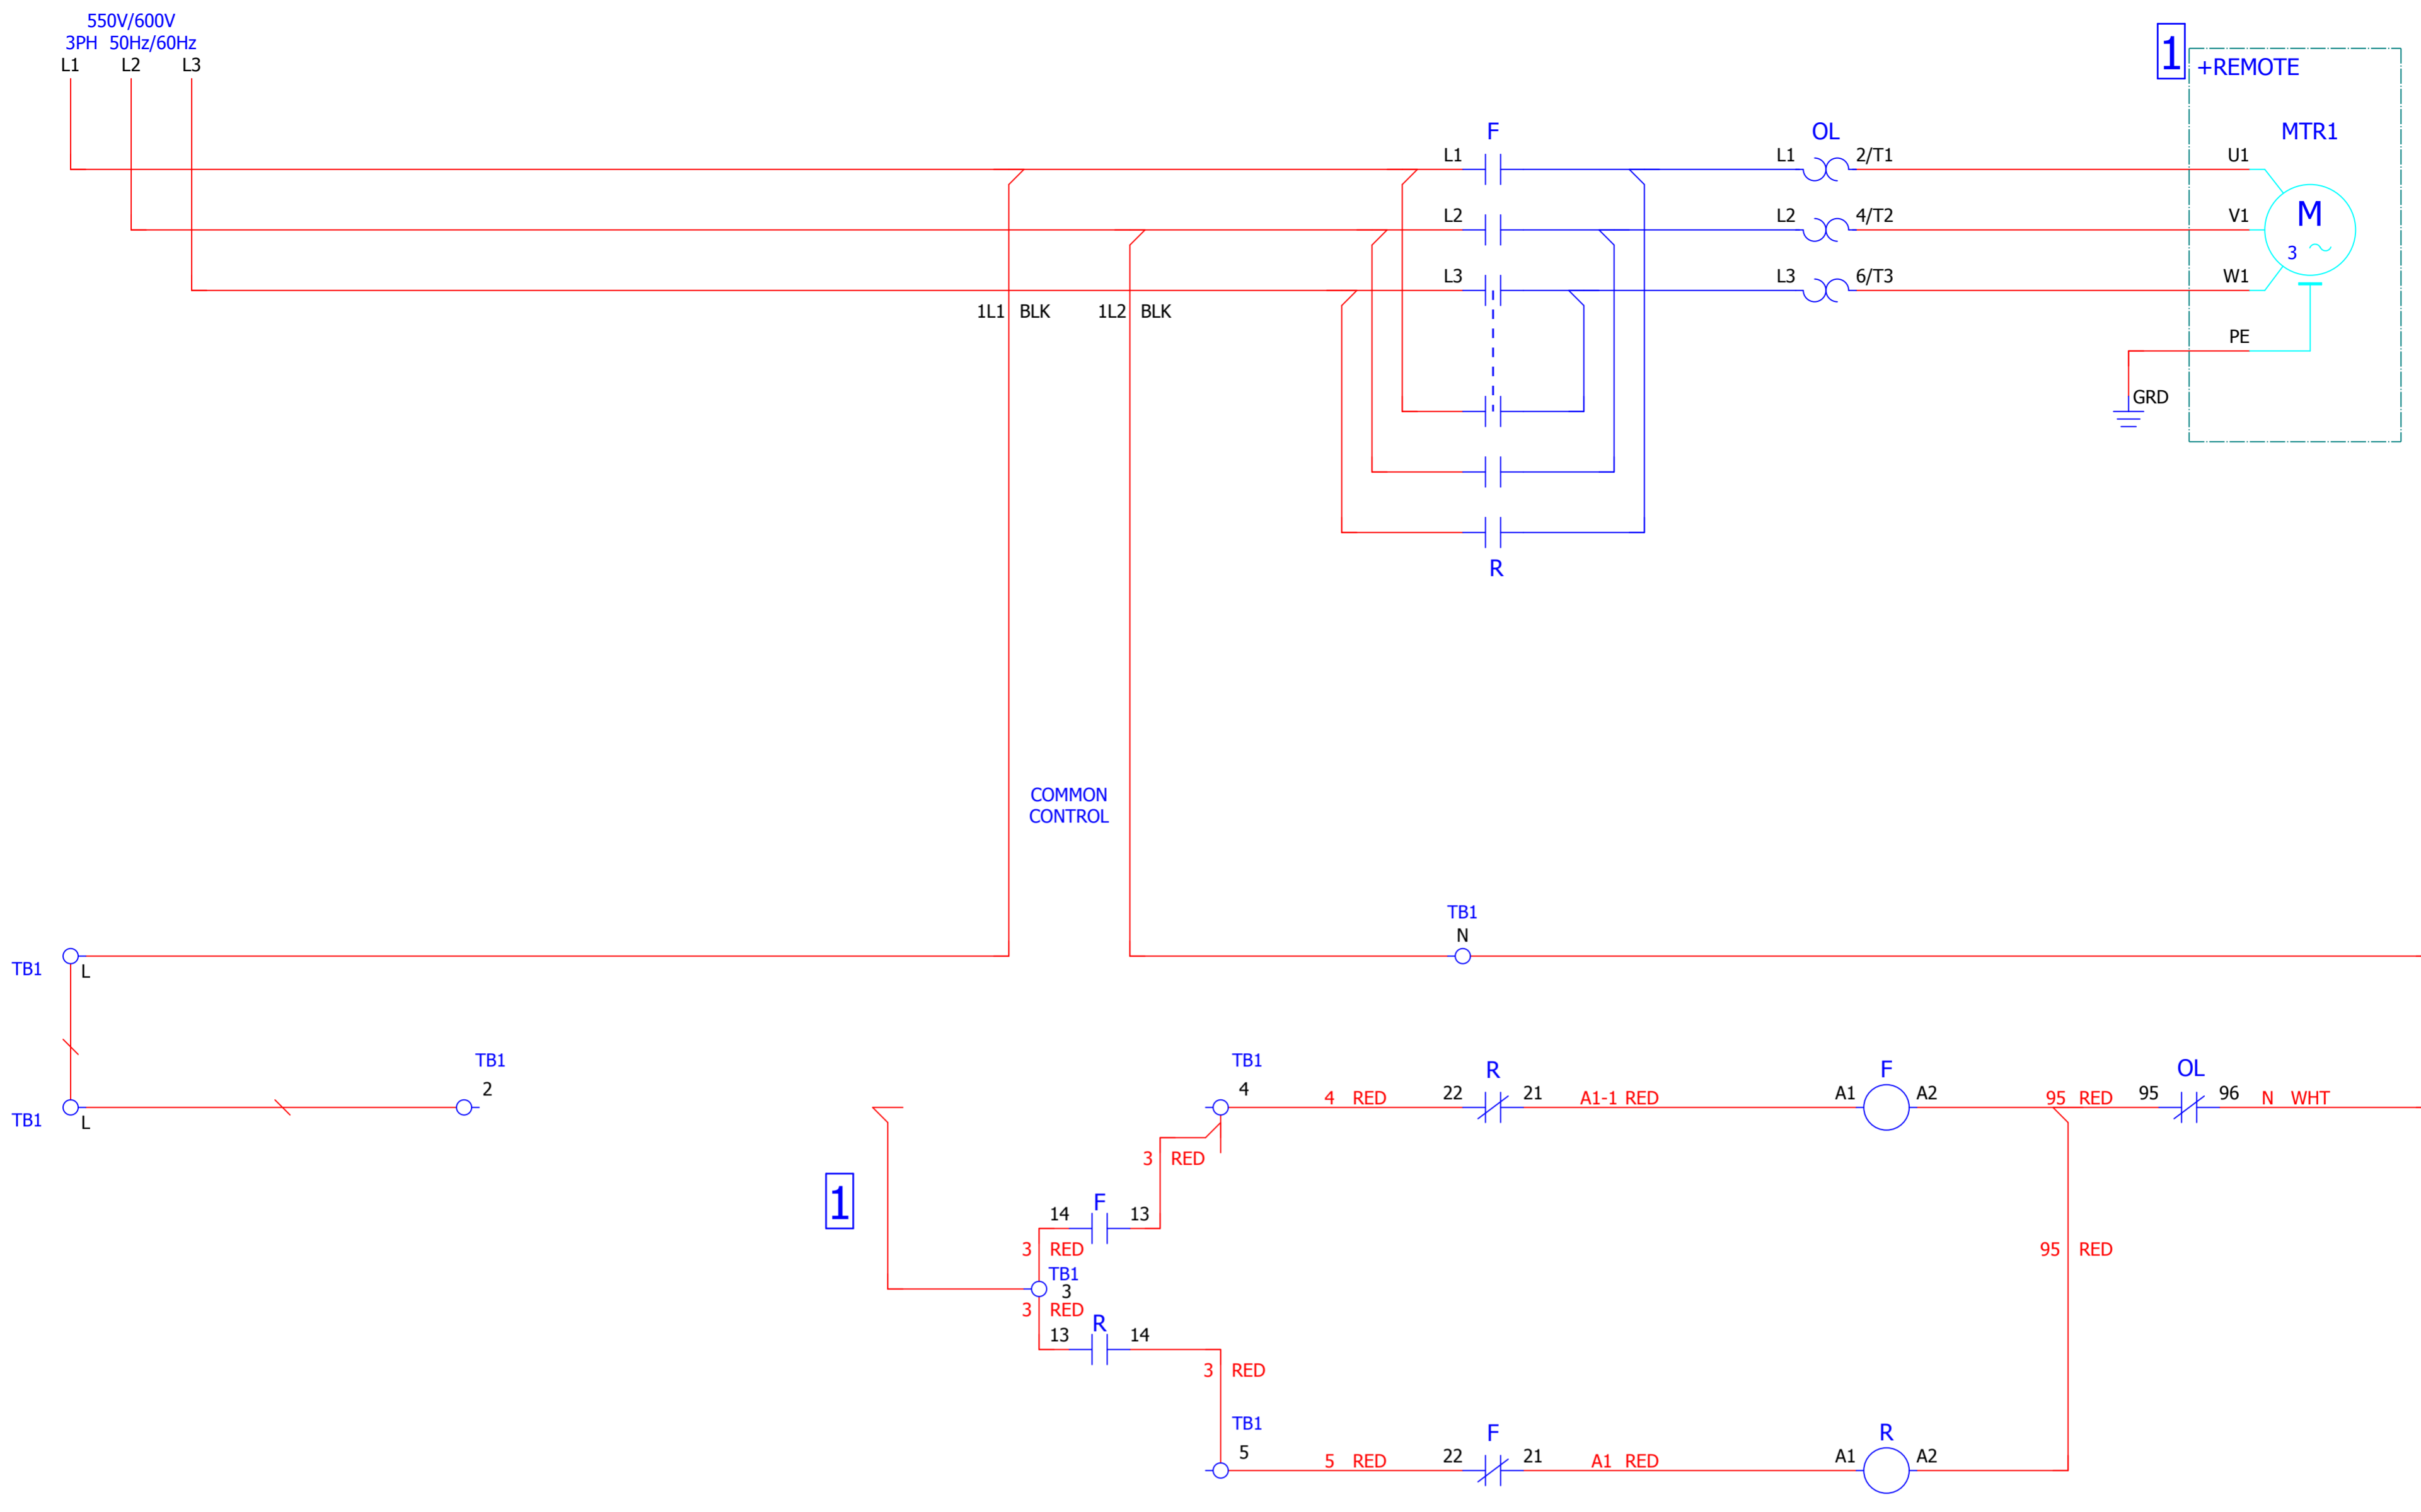 550V/600V
3PH 50Hz/60Hz
L1 L2 L3
1
+REMOTE
F OL MTR1
L1 L1 2/T1 U1
L2 L2 4/T2 V1
M
3
L3 L3 6/T3 W1
1L1 BLK 1L2 BLK
PE
GRD
R
COMMON
CONTROL
TB1
N
TB1 L
TB1
2
TB1
4
R F OL
4 RED 22 21 A1-1 RED A1 A2 95 RED 95 96 N WHT
TB1 L
3 RED
1
F
14 13
3 RED
95 RED
TB1
3
3 RED
R
13 14
3 RED
TB1
5
F R
5 RED 22 21 A1 RED A1 A2